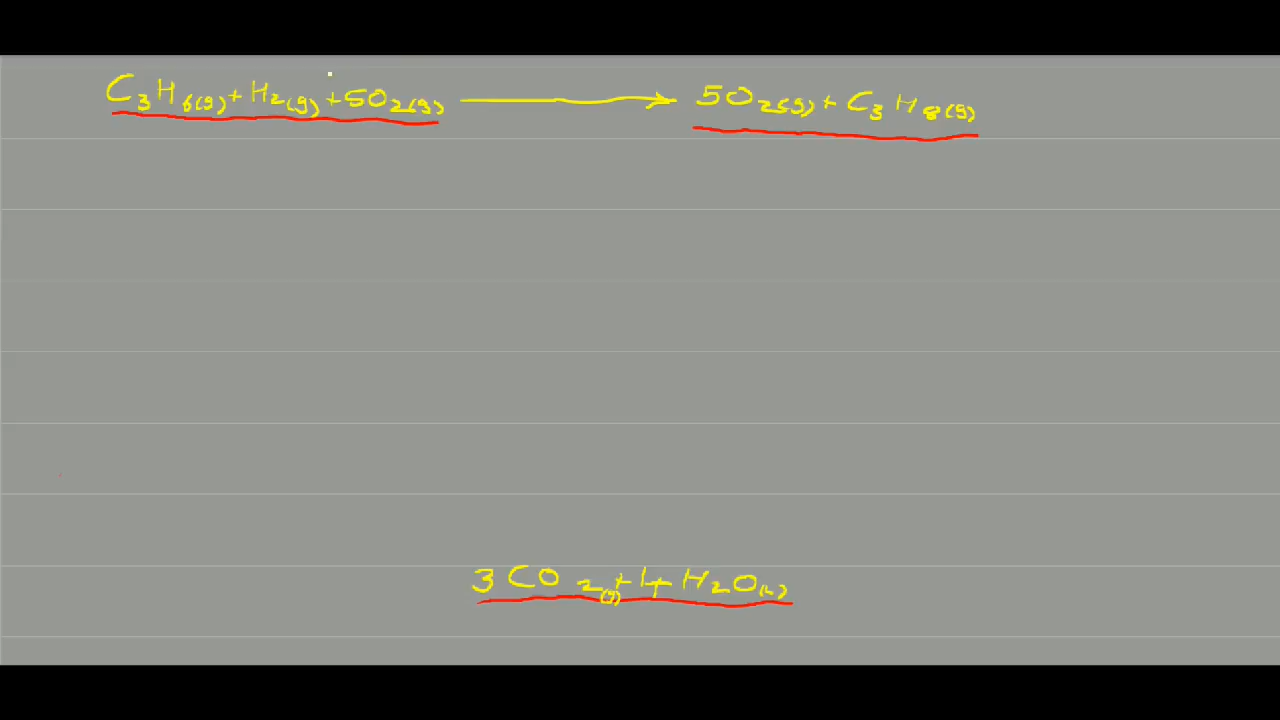 C₃H₆(g) + H₂(g) + 5O₂(g) ⟶ 5O₂(g) + C₃H₈(g)
3CO₂(g) + 4H₂O(L)